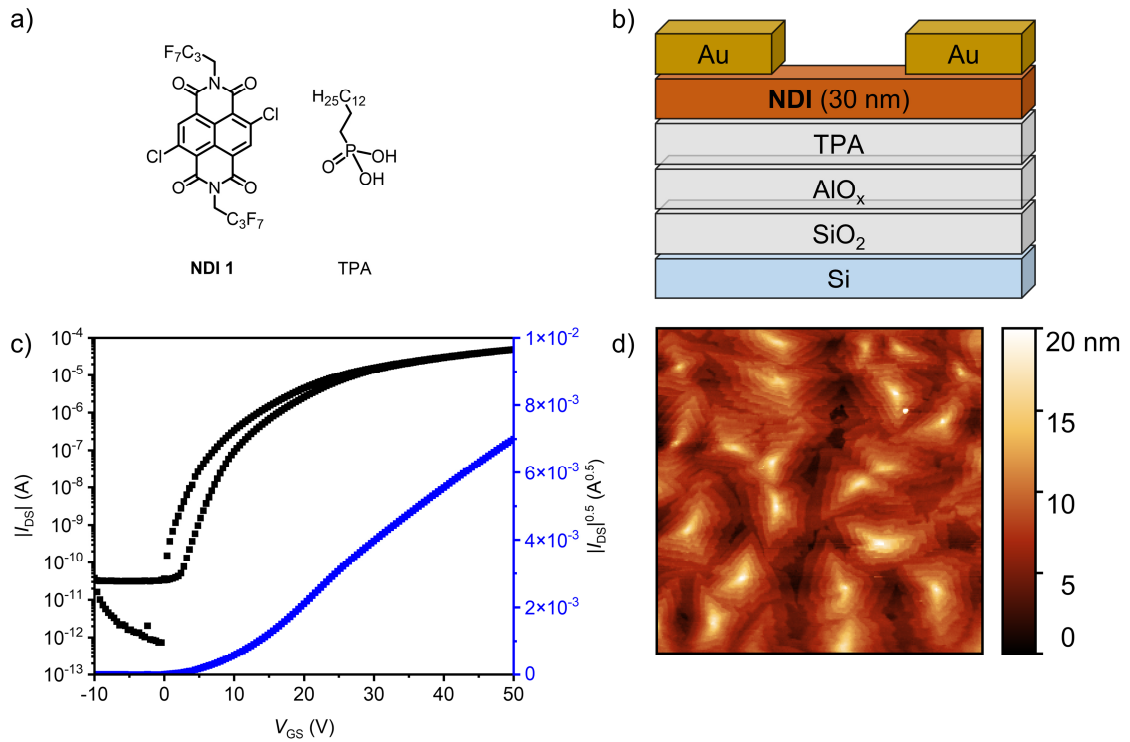 a)
F₇C₃
O N O
Cl
Cl
O N O
C₃F₇
NDI 1
H₂₅C₁₂
O P OH
OH
TPA
b)
Au Au
NDI (30 nm)
TPA
AlOₓ
SiO₂
Si
c)
10⁻⁴
10⁻⁵
10⁻⁶
10⁻⁷
10⁻⁸
10⁻⁹
10⁻¹⁰
10⁻¹¹
10⁻¹²
10⁻¹³
|I_DS| (A)
-10 0 10 20 30 40 50
V_GS (V)
1×10⁻²
8×10⁻³
6×10⁻³
4×10⁻³
2×10⁻³
0
|I_DS|⁰·⁵ (A⁰·⁵)
d)
20 nm
15
10
5
0